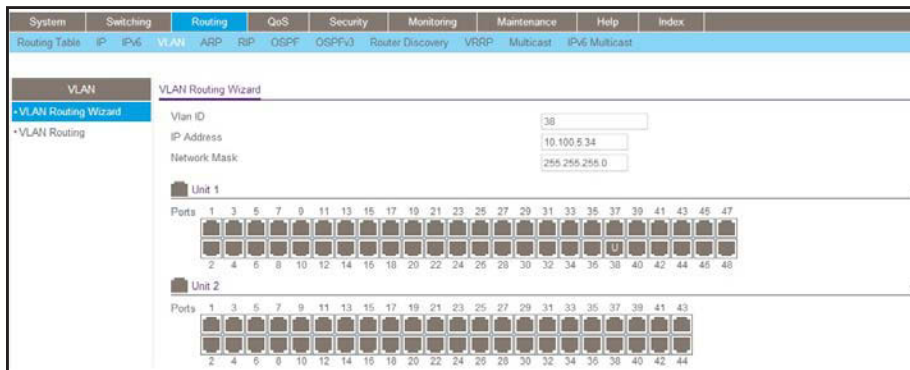 System Switching Routing QoS Security Monitoring Maintenance Help Index
Routing Table IP IPv6 VLAN ARP RIP OSPF OSPFv3 Router Discovery VRRP Multicast IPv6 Multicast
VLAN
VLAN Routing Wizard
• VLAN Routing Wizard
• VLAN Routing
Vlan ID 38
IP Address 10.100.5.34
Network Mask 255.255.255.0
Unit 1
Ports 1 3 5 7 9 11 13 15 17 19 21 23 25 27 29 31 33 35 37 39 41 43 45 47
U
2 4 6 8 10 12 14 16 18 20 22 24 26 28 30 32 34 36 38 40 42 44 46 48
Unit 2
Ports 1 3 5 7 9 11 13 15 17 19 21 23 25 27 29 31 33 35 37 39 41 43
2 4 6 8 10 12 14 16 18 20 22 24 26 28 30 32 34 36 38 40 42 44